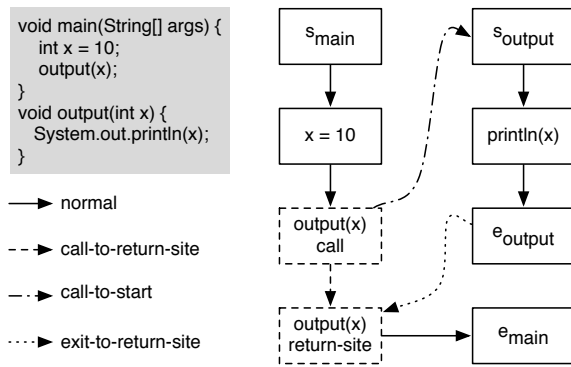 void main(String[] args) {
int x = 10;
output(x);
}
void output(int x) {
System.out.println(x);
}
normal
call-to-return-site
call-to-start
exit-to-return-site
smain
x = 10
output(x)
call
output(x)
return-site
soutput
println(x)
eoutput
emain